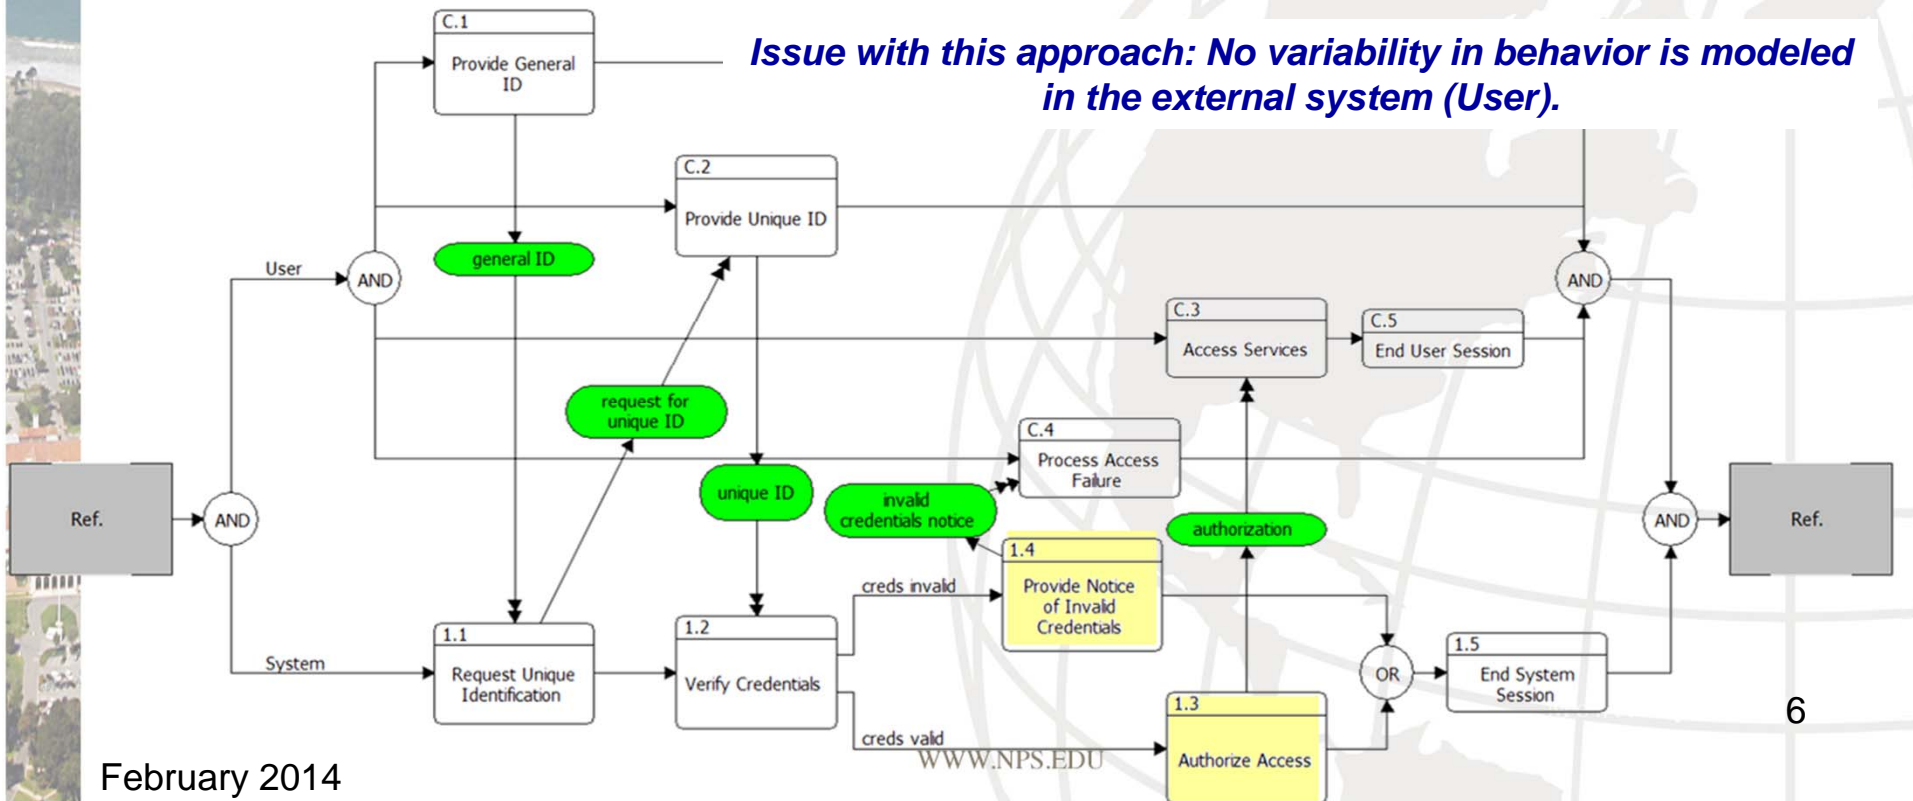 C.1
Provide General
ID
Issue with this approach: No variability in behavior is modeled
in the external system (User).
C.2
Provide Unique ID
general ID
User
AND
AND
C.3
Access Services
C.5
End User Session
request for
unique ID
C.4
Process Access
Failure
unique ID
invalid
credentials notice
Ref.
AND
authorization
AND
Ref.
1.4
Provide Notice
of Invalid
Credentials
creds invalid
1.1
Request Unique
Identification
1.2
Verify Credentials
System
OR
1.5
End System
Session
1.3
Authorize Access
creds valid
6
WWW.NPS.EDU
February 2014